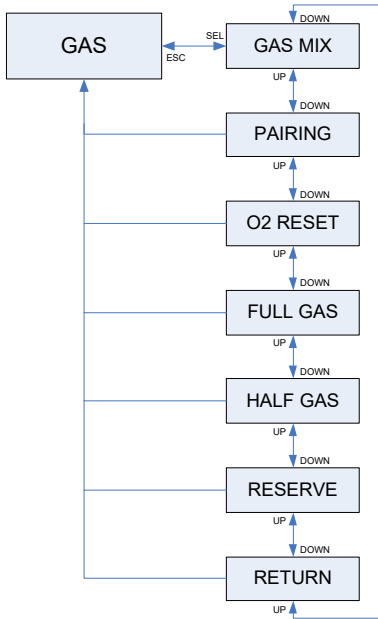 DOWN
GAS
SEL
ESC
GAS MIX
UP
DOWN
PAIRING
UP
DOWN
O2 RESET
UP
DOWN
FULL GAS
UP
DOWN
HALF GAS
UP
DOWN
RESERVE
UP
DOWN
RETURN
UP